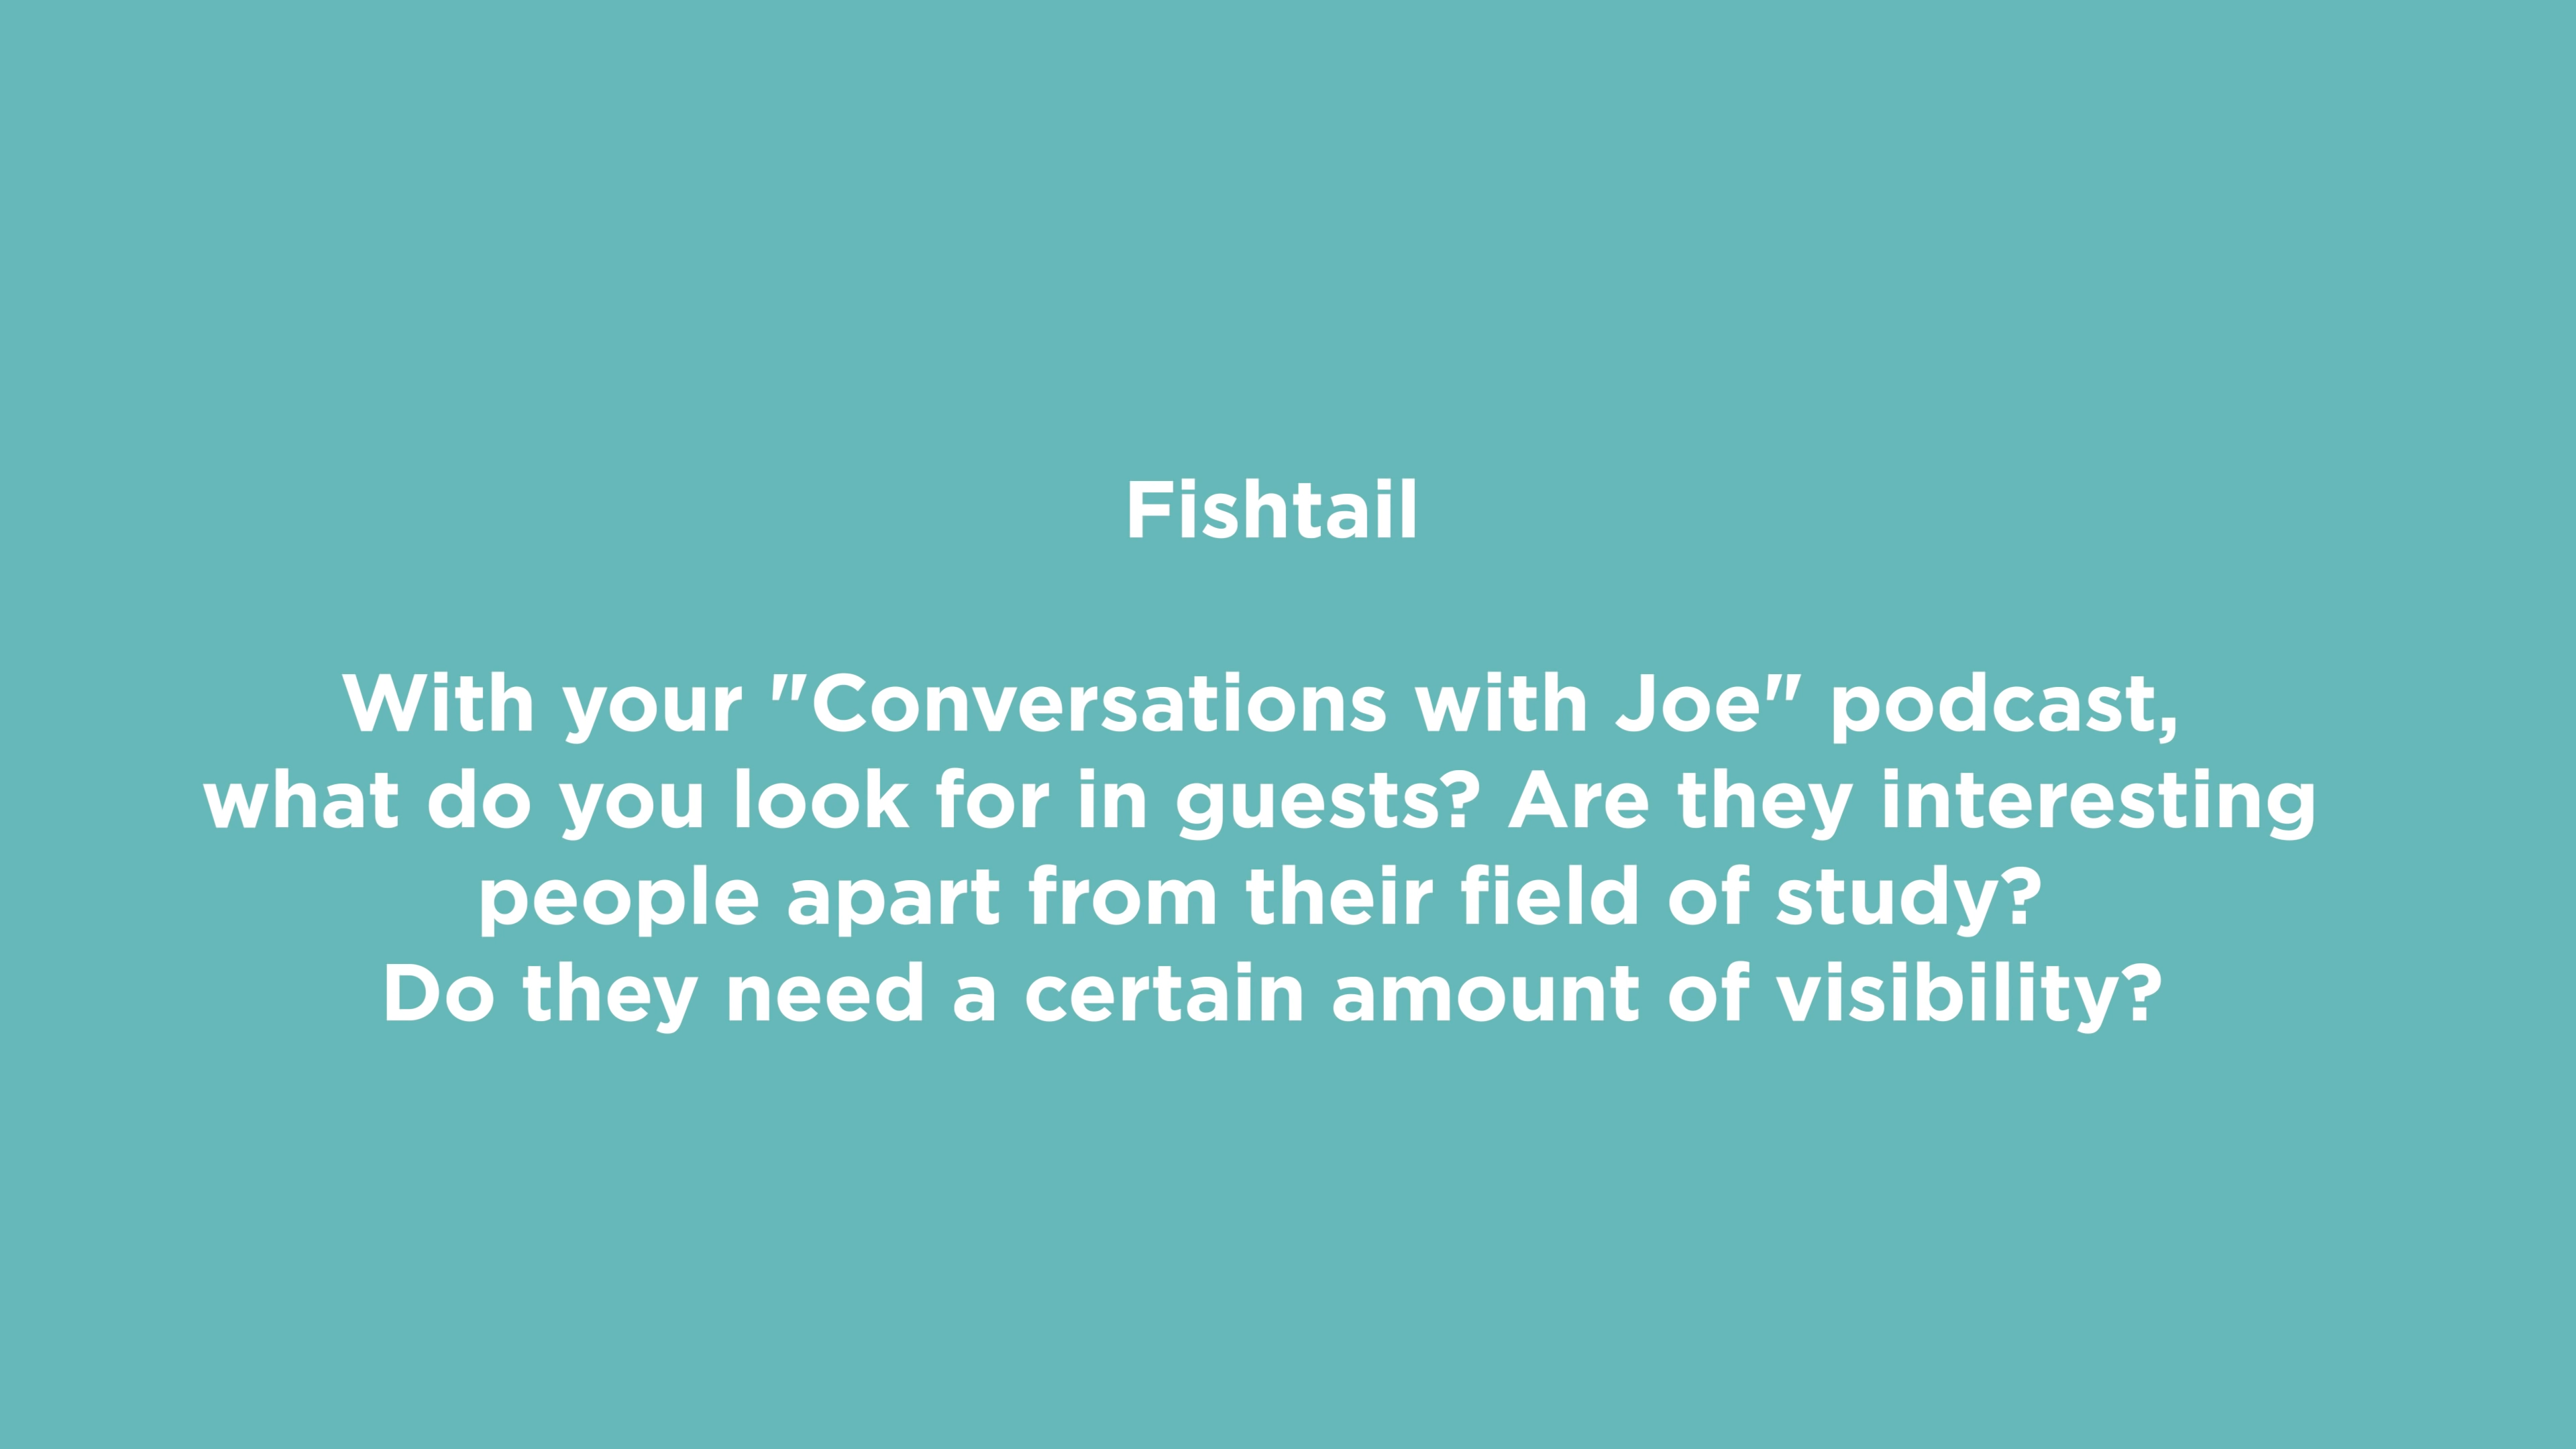 Fishtail
With your "Conversations with Joe" podcast,
what do you look for in guests? Are they interesting
people apart from their field of study?
Do they need a certain amount of visibility?